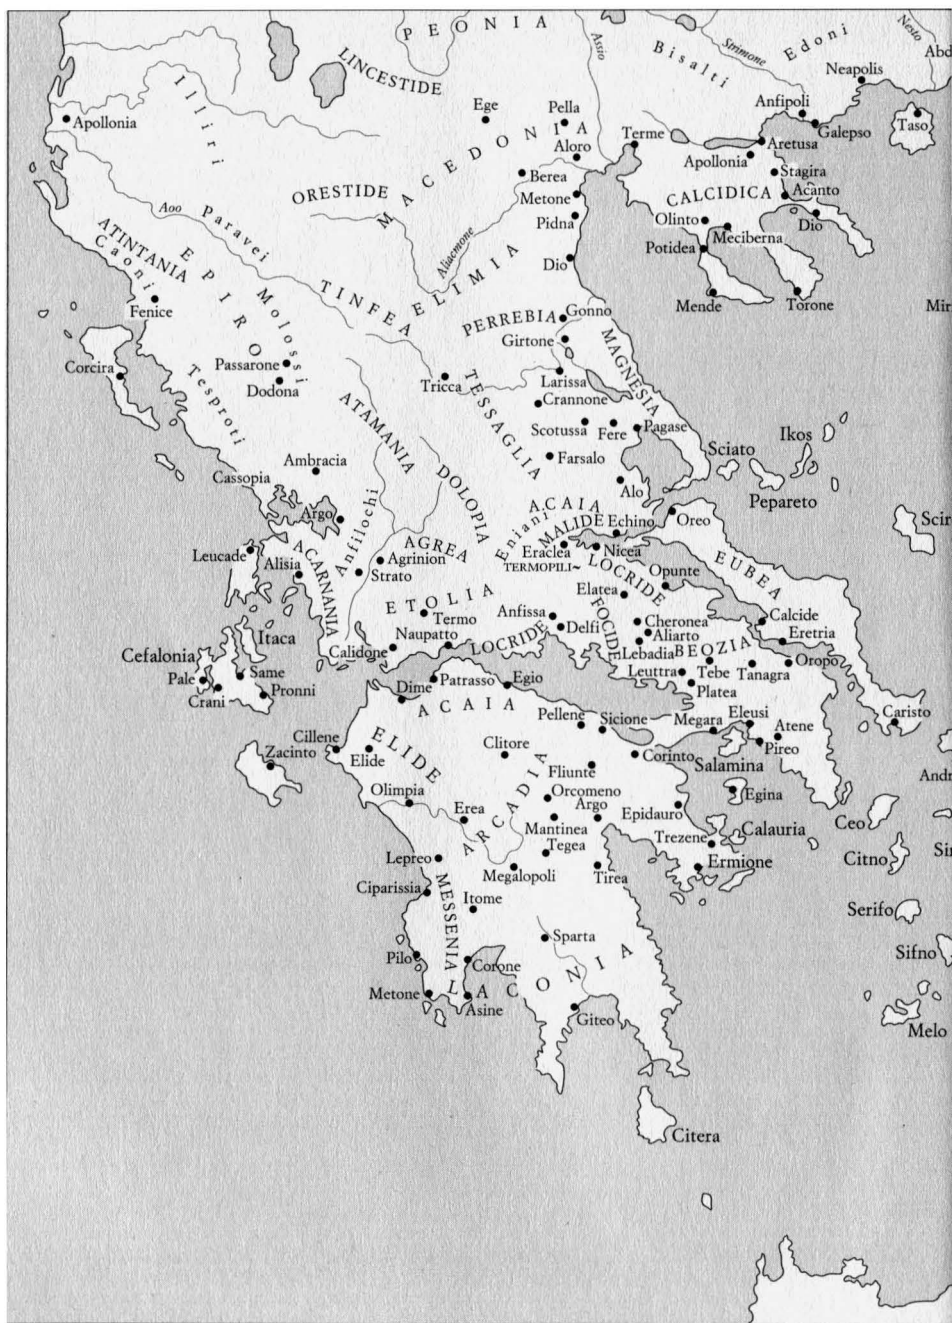 PEONIA
Nesto
Assio
Strimone
Edoni
Bisalti
Abd
LINCESTIDE
Illiri
Neapolis
Ege
Pella
Anfipoli
Taso
Apollonia
Galepso
MACEDONIA
Terme
Aretusa
Aloro
Apollonia
Berea
Stagira
ORESTIDE
CALCIDICA
Acanto
Metone
Aoo
Paravei
Pidna
Olinto
Dio
Meciberna
ATINTANIA
Aliacmone
Potidea
Caoni
EPIRO
Dio
ELIMIA
Molossi
TINFEA
Mende
Torone
Mir
Fenice
Gonno
PERREBIA
Girtone
MAGNESIA
Corcira
Passarone
Dodona
Tesproti
Tricca
Larissa
TESSAGLIA
Crannone
ATAMANIA
Scotussa
Fere
Pagase
Ikos
Sciato
Farsalo
Ambracia
Cassopia
Pepareto
DOLOPIA
Alo
ACAIA
Argo
Oreo
Scir
Anfilochi
Eniani
MALIDE
Echino
AGREA
Leucade
ACARNANIA
Eraclea
Nicea
EUBEA
Alisia
Agrinion
TERMOPILI
LOCRIDE
Strato
Opunte
Elatea
ETOLIA
FOCIDE
Termo
Anfissa
Cheronea
Calcide
Delfi
Aliarto
Itaca
Naupatto
LOCRIDE
Eretria
Cefalonia
Calidone
Lebadia
BEOZIA
Same
Leuttra
Tebe
Tanagra
Oropo
Pale
Patrasso
Egio
Platea
Crani
Pronni
Dime
ACAIA
Pellene
Sicione
Megara
Eleusi
Caristo
Cillene
ELIDE
Atene
Zacinto
Elide
Clitore
Corinto
Pireo
Salamina
Fliunte
Andr
Olimpia
ARCADIA
Orcomeno
Egina
Erea
Argo
Epidauro
Mantinea
Calauria
Ceo
Tegea
Trezene
Lepreo
Citno
Sir
Megalopoli
Tirea
Ermione
Ciparissia
MESSENIA
Itome
Serifo
Sparta
Pilo
Corone
Sifno
LACONIA
Metone
Asine
Giteo
Melo
Citera